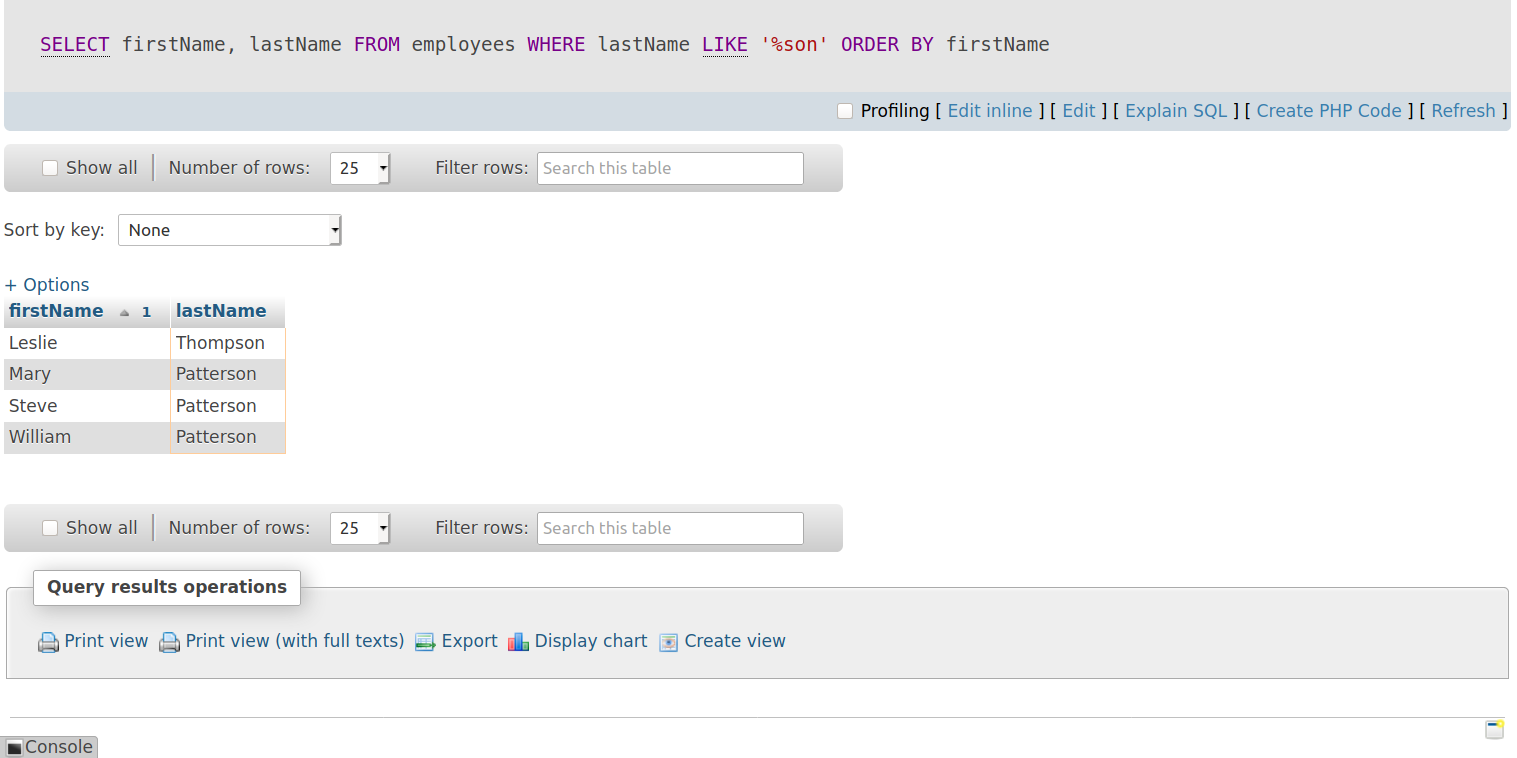 SELECT firstName, lastName FROM employees WHERE lastName LIKE '%son' ORDER BY firstName
Profiling [ Edit inline ] [ Edit ] [ Explain SQL ] [ Create PHP Code ] [ Refresh ]
Show all Number of rows: 25 Filter rows: Search this table
Sort by key: None
+ Options
firstName 1 lastName
Leslie Thompson
Mary Patterson
Steve Patterson
William Patterson
Show all Number of rows: 25 Filter rows: Search this table
Query results operations
Print view Print view (with full texts) Export Display chart Create view
Console